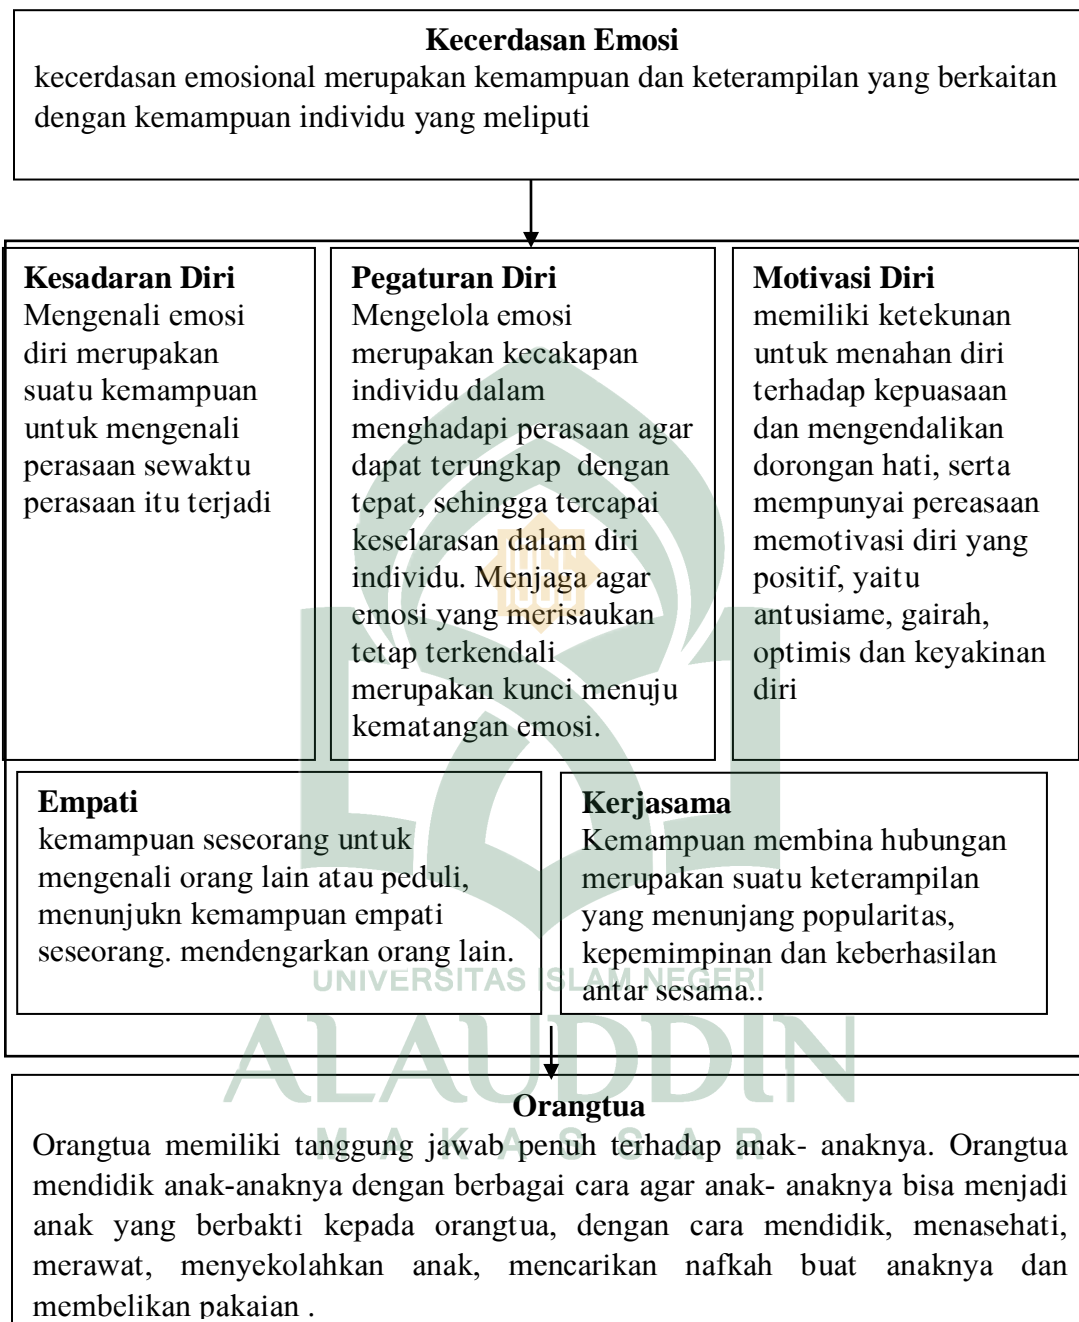 Kecerdasan Emosi
kecerdasan emosional merupakan kemampuan dan keterampilan yang berkaitan
dengan kemampuan individu yang meliputi
Kesadaran Diri
Mengenali emosi
diri merupakan
suatu kemampuan
untuk mengenali
perasaan sewaktu
perasaan itu terjadi
Pegaturan Diri
Mengelola emosi
merupakan kecakapan
individu dalam
menghadapi perasaan agar
dapat terungkap dengan
tepat, sehingga tercapai
keselarasan dalam diri
individu. Menjaga agar
emosi yang merisaukan
tetap terkendali
merupakan kunci menuju
kematangan emosi.
Motivasi Diri
memiliki ketekunan
untuk menahan diri
terhadap kepuasaan
dan mengendalikan
dorongan hati, serta
mempunyai pereasaan
memotivasi diri yang
positif, yaitu
antusiame, gairah,
optimis dan keyakinan
diri
Empati
kemampuan seseorang untuk
mengenali orang lain atau peduli,
menunjukn kemampuan empati
seseorang. mendengarkan orang lain.
Kerjasama
Kemampuan membina hubungan
merupakan suatu keterampilan
yang menunjang popularitas,
kepemimpinan dan keberhasilan
antar sesama..
UNIVERSITAS ISLAM NEGERI
ALAUDDIN
MAKASSAR
Orangtua
Orangtua memiliki tanggung jawab penuh terhadap anak- anaknya. Orangtua
mendidik anak-anaknya dengan berbagai cara agar anak- anaknya bisa menjadi
anak yang berbakti kepada orangtua, dengan cara mendidik, menasehati,
merawat, menyekolahkan anak, mencarikan nafkah buat anaknya dan
membelikan pakaian .